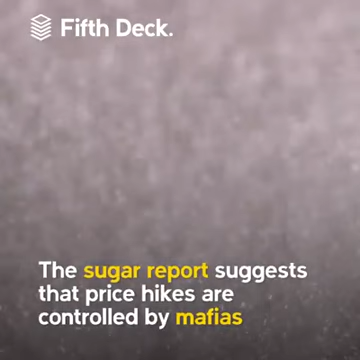 Fifth Deck.
The sugar report suggests
that price hikes are
controlled by mafias